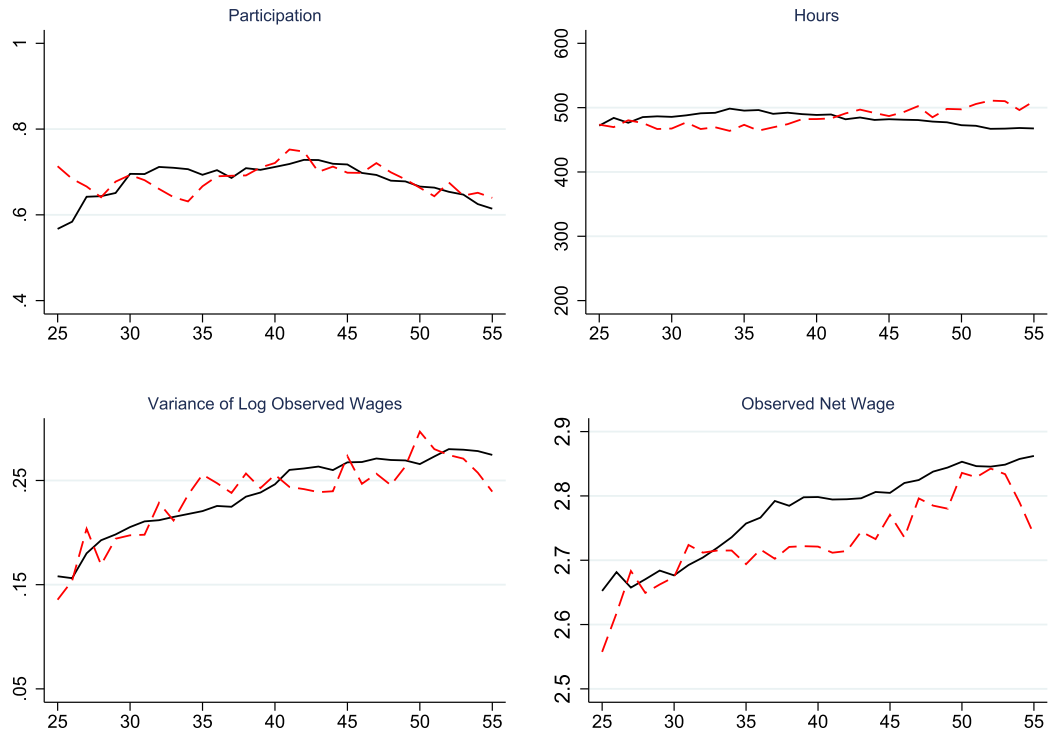 Participation
1
.8
.6
.4
25 30 35 40 45 50 55
Hours
600
500
400
300
200
25 30 35 40 45 50 55
Variance of Log Observed Wages
.25
.15
.05
25 30 35 40 45 50 55
Observed Net Wage
2.9
2.8
2.7
2.6
2.5
25 30 35 40 45 50 55